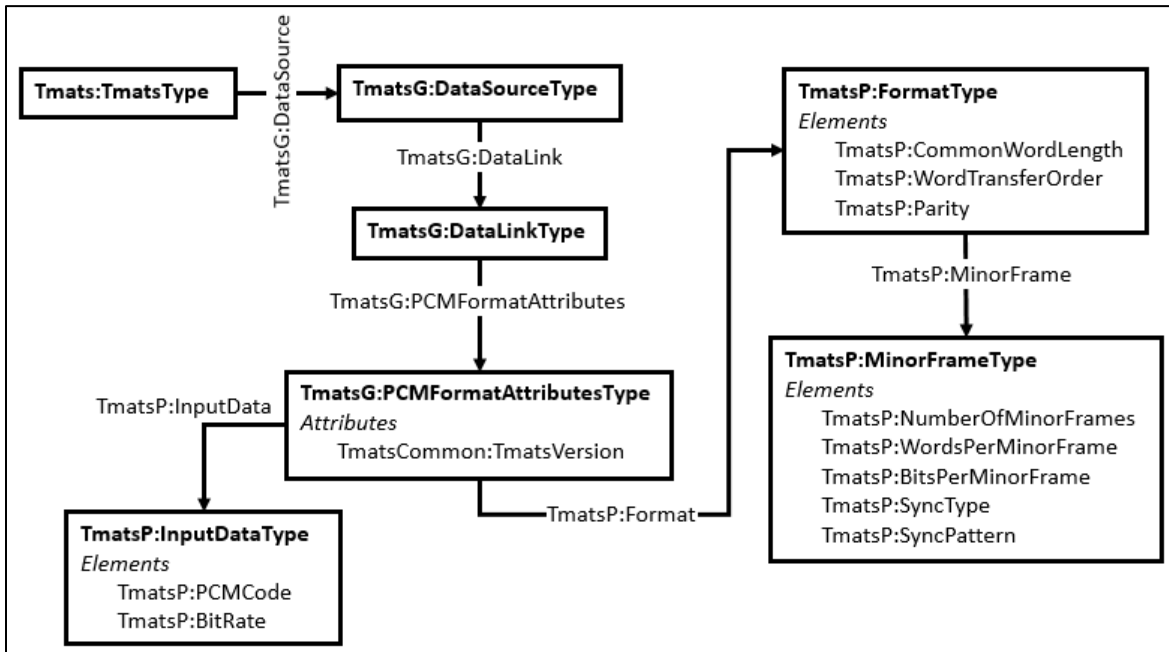 Tmats:TmatsType
TmatsG:DataSource
TmatsG:DataSourceType
TmatsG:DataLink
TmatsG:DataLinkType
TmatsG:PCMFormatAttributes
TmatsG:PCMFormatAttributesType
Attributes
TmatsCommon:TmatsVersion
TmatsP:InputData
TmatsP:InputDataType
Elements
TmatsP:PCMCode
TmatsP:BitRate
TmatsP:Format
TmatsP:FormatType
Elements
TmatsP:CommonWordLength
TmatsP:WordTransferOrder
TmatsP:Parity
TmatsP:MinorFrame
TmatsP:MinorFrameType
Elements
TmatsP:NumberOfMinorFrames
TmatsP:WordsPerMinorFrame
TmatsP:BitsPerMinorFrame
TmatsP:SyncType
TmatsP:SyncPattern